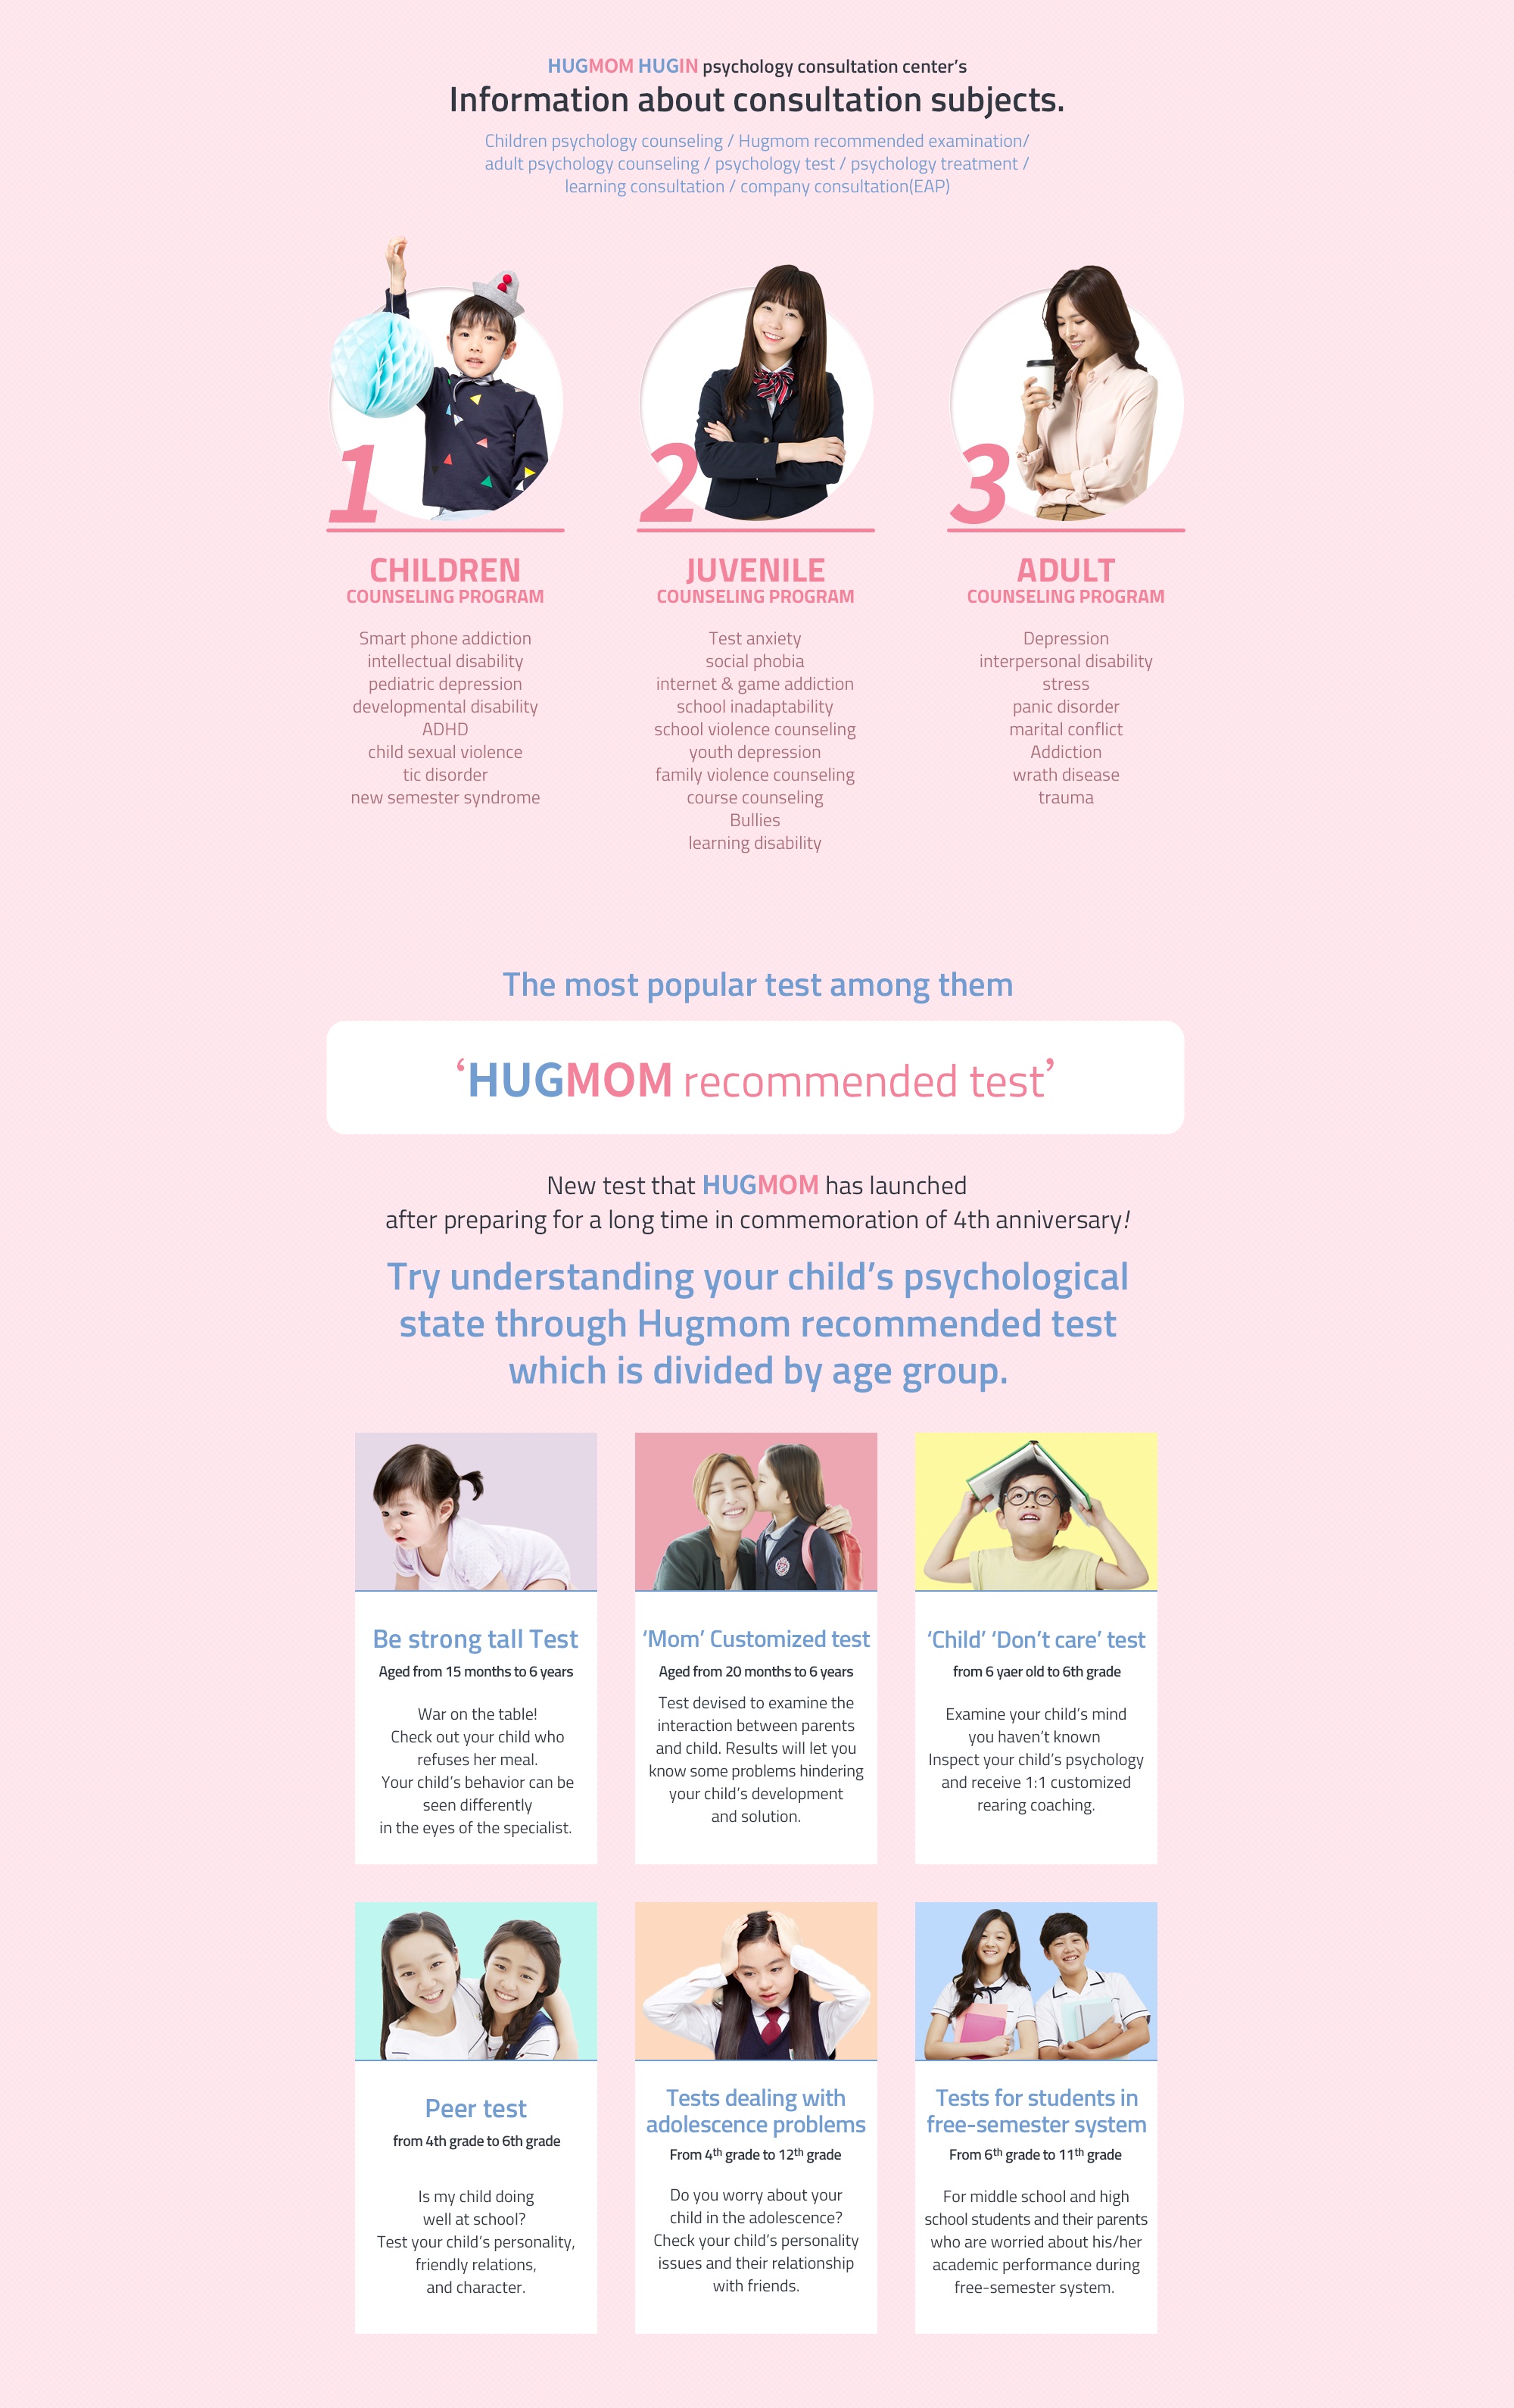 HUGMOM HUGIN psychology consultation center's
Information about consultation subjects.
Children psychology counseling / Hugmom recommended examination/
adult psychology counseling / psychology test / psychology treatment /
learning consultation / company consultation(EAP)
1
CHILDREN
COUNSELING PROGRAM
Smart phone addiction
intellectual disability
pediatric depression
developmental disability
ADHD
child sexual violence
tic disorder
new semester syndrome
2
JUVENILE
COUNSELING PROGRAM
Test anxiety
social phobia
internet & game addiction
school inadaptability
school violence counseling
youth depression
family violence counseling
course counseling
Bullies
learning disability
3
ADULT
COUNSELING PROGRAM
Depression
interpersonal disability
stress
panic disorder
marital conflict
Addiction
wrath disease
trauma
The most popular test among them
‘HUGMOM recommended test’
New test that HUGMOM has launched
after preparing for a long time in commemoration of 4th anniversary!
Try understanding your child’s psychological
state through Hugmom recommended test
which is divided by age group.
Be strong tall Test
Aged from 15 months to 6 years
War on the table!
Check out your child who
refuses her meal.
Your child’s behavior can be
seen differently
in the eyes of the specialist.
‘Mom’ Customized test
Aged from 20 months to 6 years
Test devised to examine the
interaction between parents
and child. Results will let you
know some problems hindering
your child’s development
and solution.
‘Child’ ‘Don’t care’ test
from 6 yaer old to 6th grade
Examine your child’s mind
you haven’t known
Inspect your child’s psychology
and receive 1:1 customized
rearing coaching.
Peer test
from 4th grade to 6th grade
Is my child doing
well at school?
Test your child’s personality,
friendly relations,
and character.
Tests dealing with
adolescence problems
From 4th grade to 12th grade
Do you worry about your
child in the adolescence?
Check your child’s personality
issues and their relationship
with friends.
Tests for students in
free-semester system
From 6th grade to 11th grade
For middle school and high
school students and their parents
who are worried about his/her
academic performance during
free-semester system.